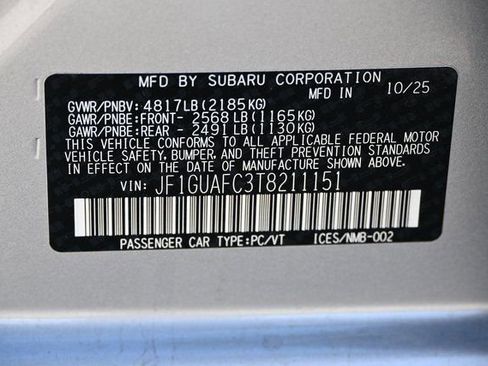 MFD BY SUBARU CORPORATION
MFD IN 10/25
GVWR/PNBV: 4817LB(2185KG)
GAWR/PNBE:FRONT- 2568LB(1165KG)
GAWR/PNBE:REAR - 2491LB(1130KG)
THIS VEHICLE CONFORMS TO ALL APPLICABLE FEDERAL MOTOR
VEHICLE SAFETY, BUMPER, AND THEFT PREVENTION STANDARDS
IN EFFECT ON THE DATE OF MANUFACTURE SHOWN ABOVE.
VIN: JF1GUAFC3T8211151
PASSENGER CAR TYPE:PC/VT ICES/NMB-002